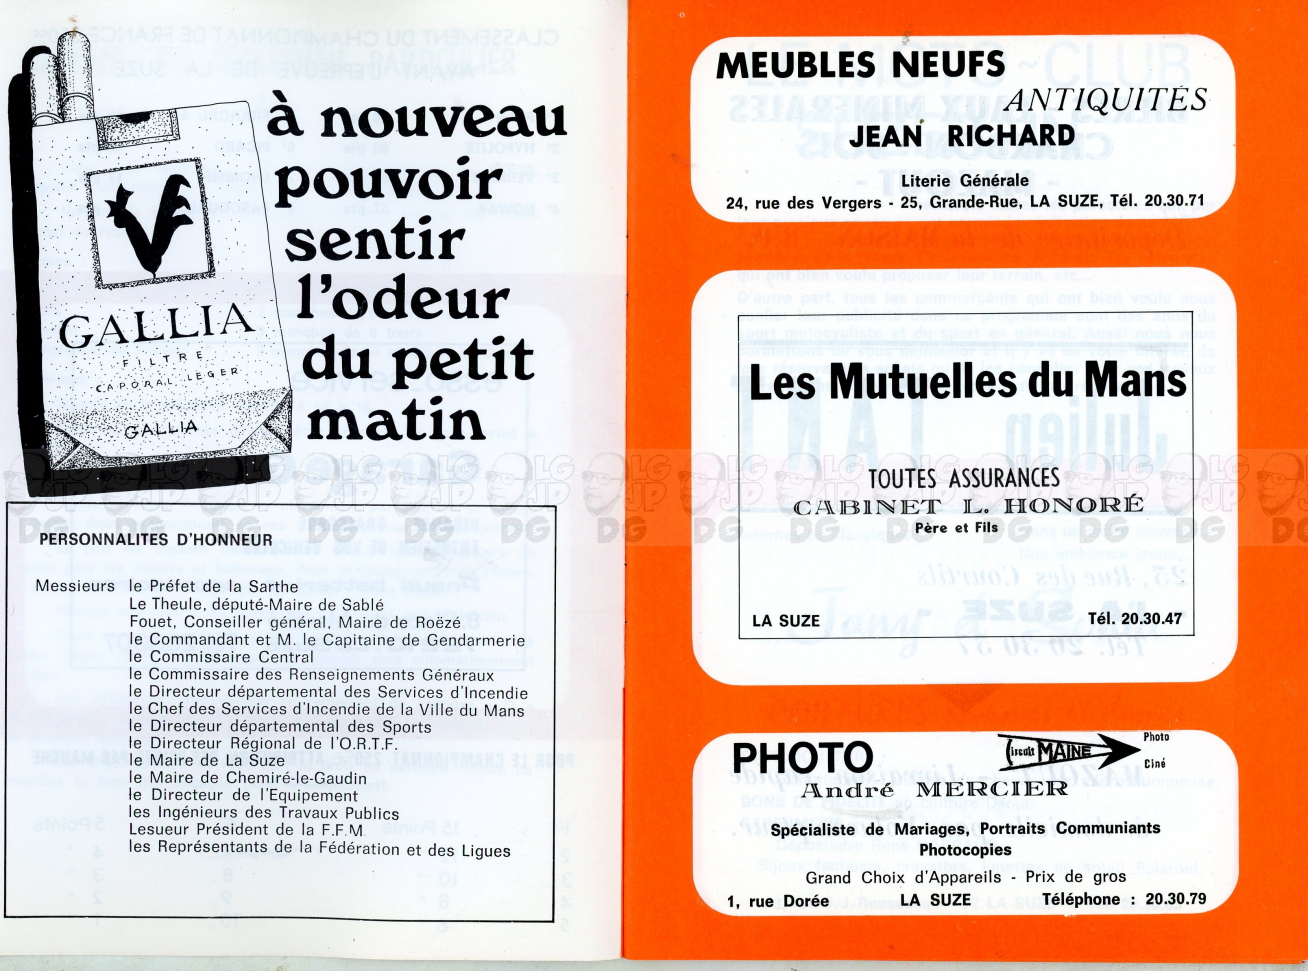 à nouveau
pouvoir
sentir
l'odeur
du petit
matin
GALLIA
FILTRE
CAPORAL LEGER
GALLIA
PERSONNALITES D'HONNEUR
Messieurs le Préfet de la Sarthe
Le Theule, député-Maire de Sablé
Fouet, Conseiller général, Maire de Roëzé
le Commandant et M. le Capitaine de Gendarmerie
le Commissaire Central
le Commissaire des Renseignements Généraux
le Directeur départemental des Services d'Incendie
le Chef des Services d'Incendie de la Ville du Mans
le Directeur départemental des Sports
le Directeur Régional de l'O.R.T.F.
le Maire de La Suze
le Maire de Chemiré-le-Gaudin
le Directeur de l'Equipement
les Ingénieurs des Travaux Publics
Lesueur Président de la F.F.M.
les Représentants de la Fédération et des Ligues
MEUBLES NEUFS
ANTIQUITÉS
JEAN RICHARD
Literie Générale
24, rue des Vergers - 25, Grande-Rue, LA SUZE, Tél. 20.30.71
Les Mutuelles du Mans
TOUTES ASSURANCES
CABINET L. HONORÉ
Père et Fils
LA SUZE Tél. 20.30.47
PHOTO Circuit MAINE Photo
Ciné
André MERCIER
Spécialiste de Mariages, Portraits Communiants
Photocopies
Grand Choix d'Appareils - Prix de gros
1, rue Dorée LA SUZE Téléphone : 20.30.79